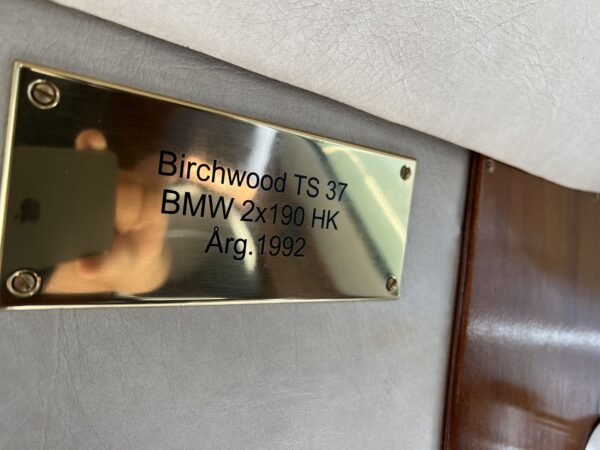 Birchwood TS 37
BMW 2x190 HK
Årg.1992